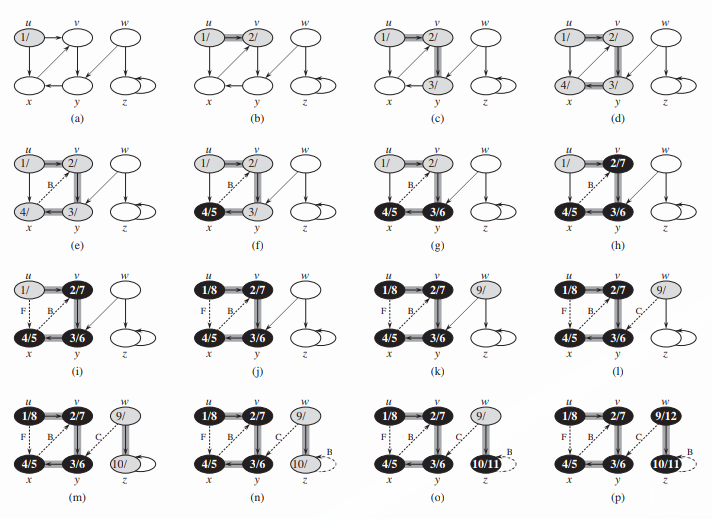 u v w u v w u v w u v w
1/ 1/ 2/ 1/ 2/ 1/ 2/
3/ 4/ 3/
x y z x y z x y z x y z
(a) (b) (c) (d)
u v w u v w u v w u v w
1/ 2/ 1/ 2/ 1/ 2/ 1/ 2/7
B B B B
4/ 3/ 4/5 3/ 4/5 3/6 4/5 3/6
x y z x y z x y z x y z
(e) (f) (g) (h)
u v w u v w u v w u v w
1/ 2/7 1/8 2/7 1/8 2/7 9/ 1/8 2/7 9/
F B F B F B F B C
4/5 3/6 4/5 3/6 4/5 3/6 4/5 3/6
x y z x y z x y z x y z
(i) (j) (k) (l)
u v w u v w u v w u v w
1/8 2/7 9/ 1/8 2/7 9/ 1/8 2/7 9/ 1/8 2/7 9/12
F B C F B C B F B C B F B C B
4/5 3/6 10/ 4/5 3/6 10/ 4/5 3/6 10/11 4/5 3/6 10/11
x y z x y z x y z x y z
(m) (n) (o) (p)